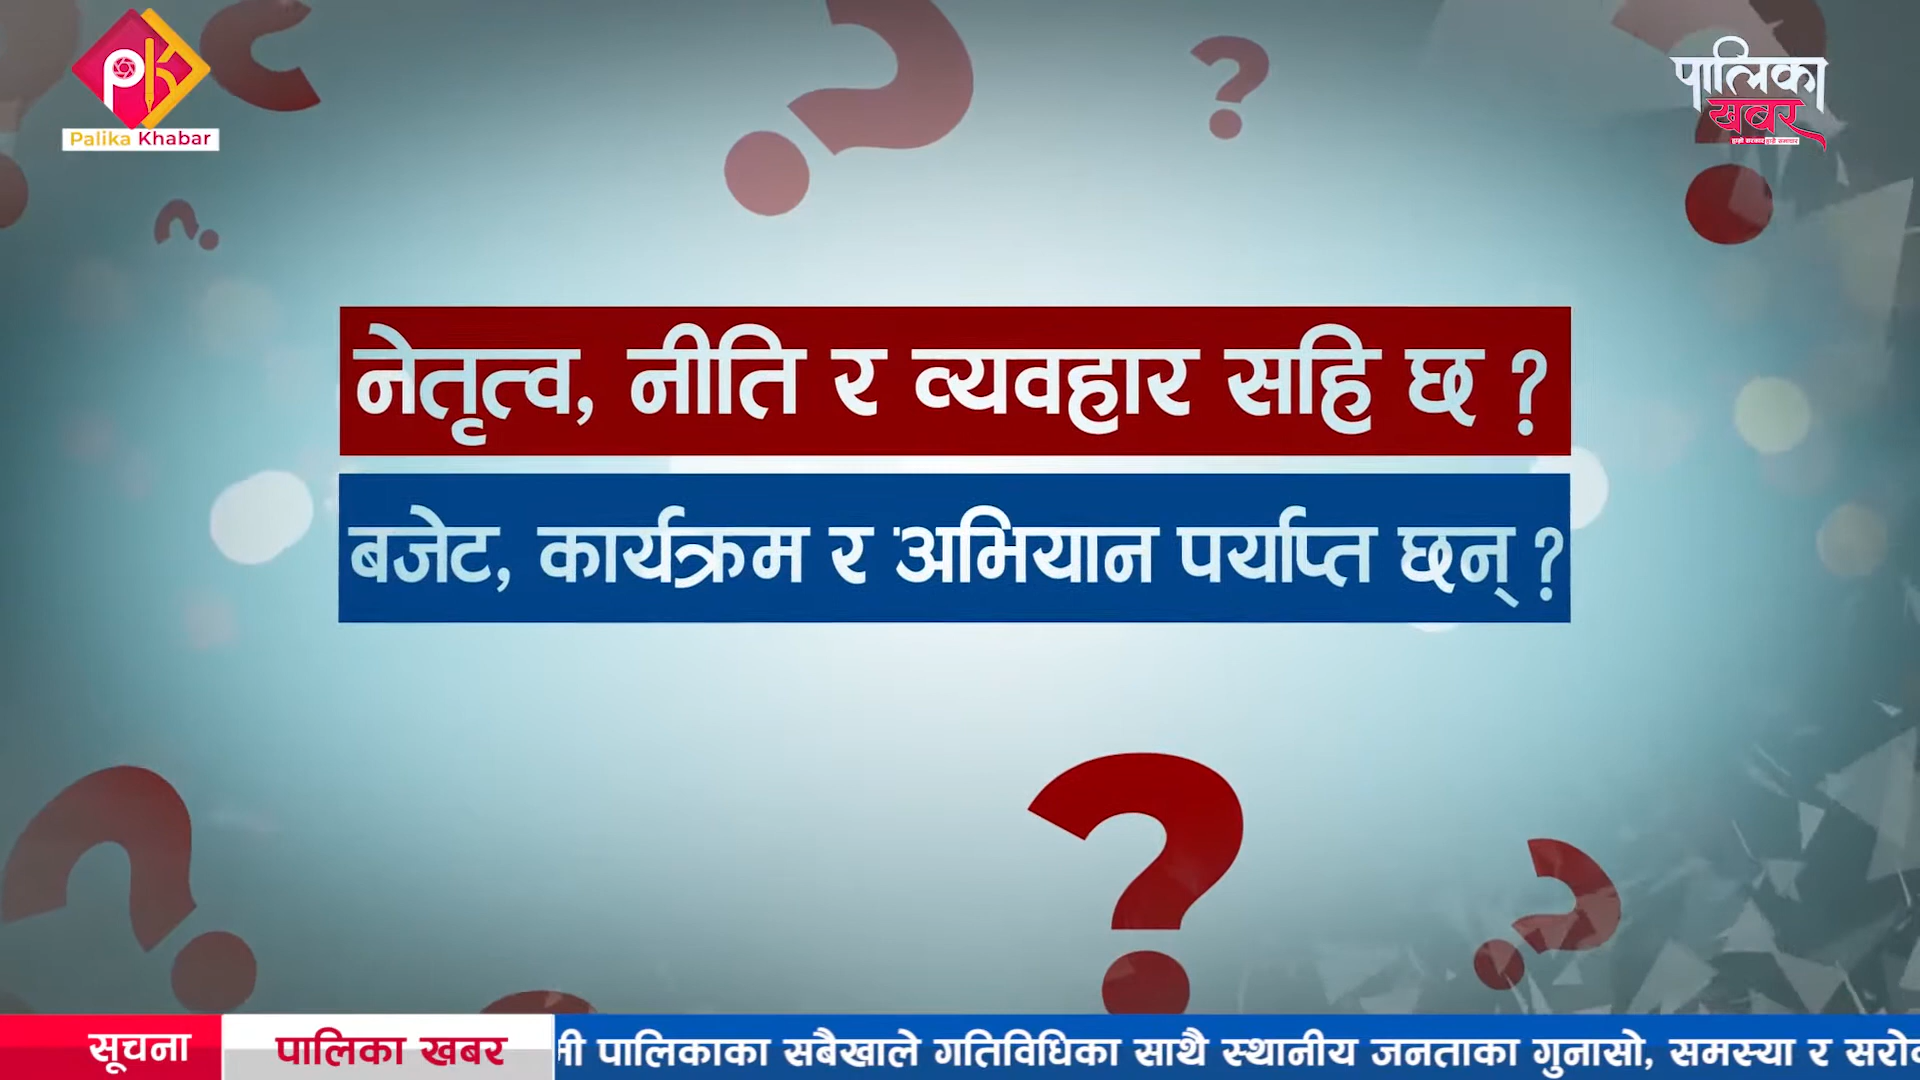 Palika Khabar
पालिका
खबर
नेतृत्व, नीति र व्यवहार सहि छ ?
बजेट, कार्यक्रम र अभियान पर्याप्त छन् ?
सूचना
पालिका खबर
पालिकाका सबैखाले गतिविधिका साथै स्थानीय जनताका गुनासो, समस्या र